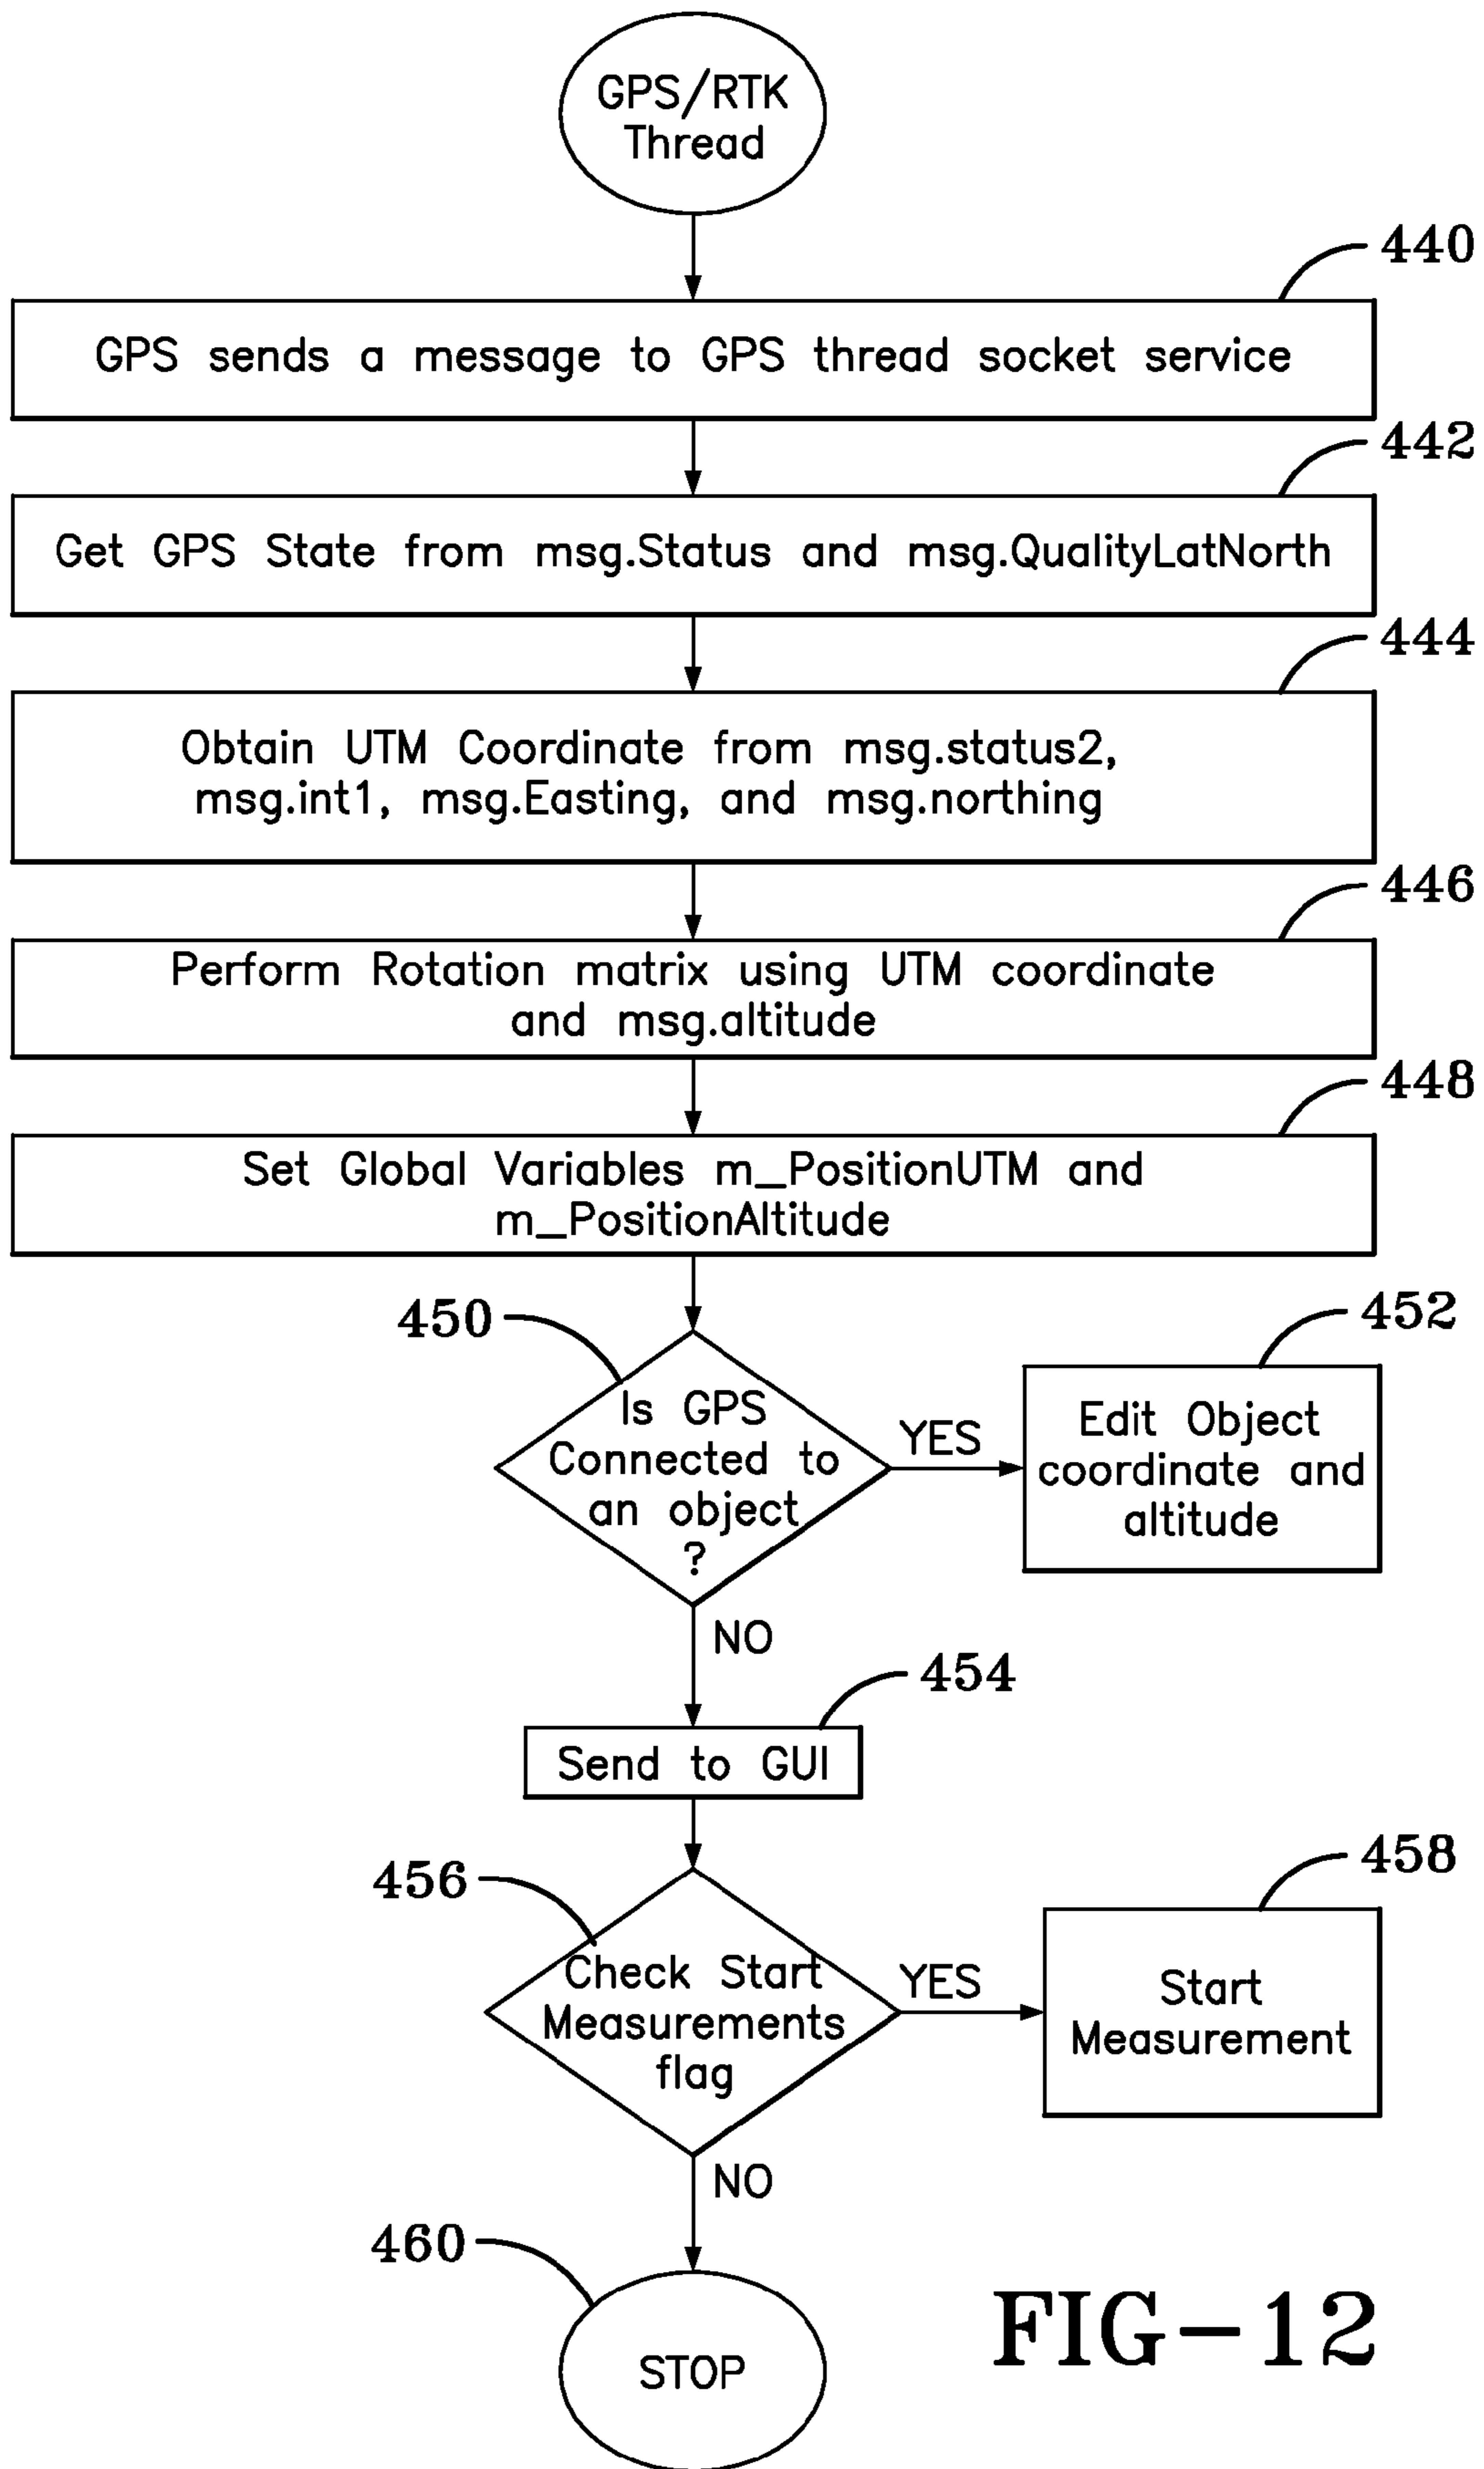 GPS/RTK
Thread
440
GPS sends a message to GPS thread socket service
442
Get GPS State from msg.Status and msg.QualityLatNorth
444
Obtain UTM Coordinate from msg.status2,
msg.int1, msg.Easting, and msg.northing
446
Perform Rotation matrix using UTM coordinate
and msg.altitude
448
Set Global Variables m_PositionUTM and
m_PositionAltitude
450
Is GPS
Connected to
an object
?
YES
452
Edit Object
coordinate and
altitude
NO
454
Send to GUI
456
Check Start
Measurements
flag
YES
458
Start
Measurement
NO
460
STOP
FIG-12